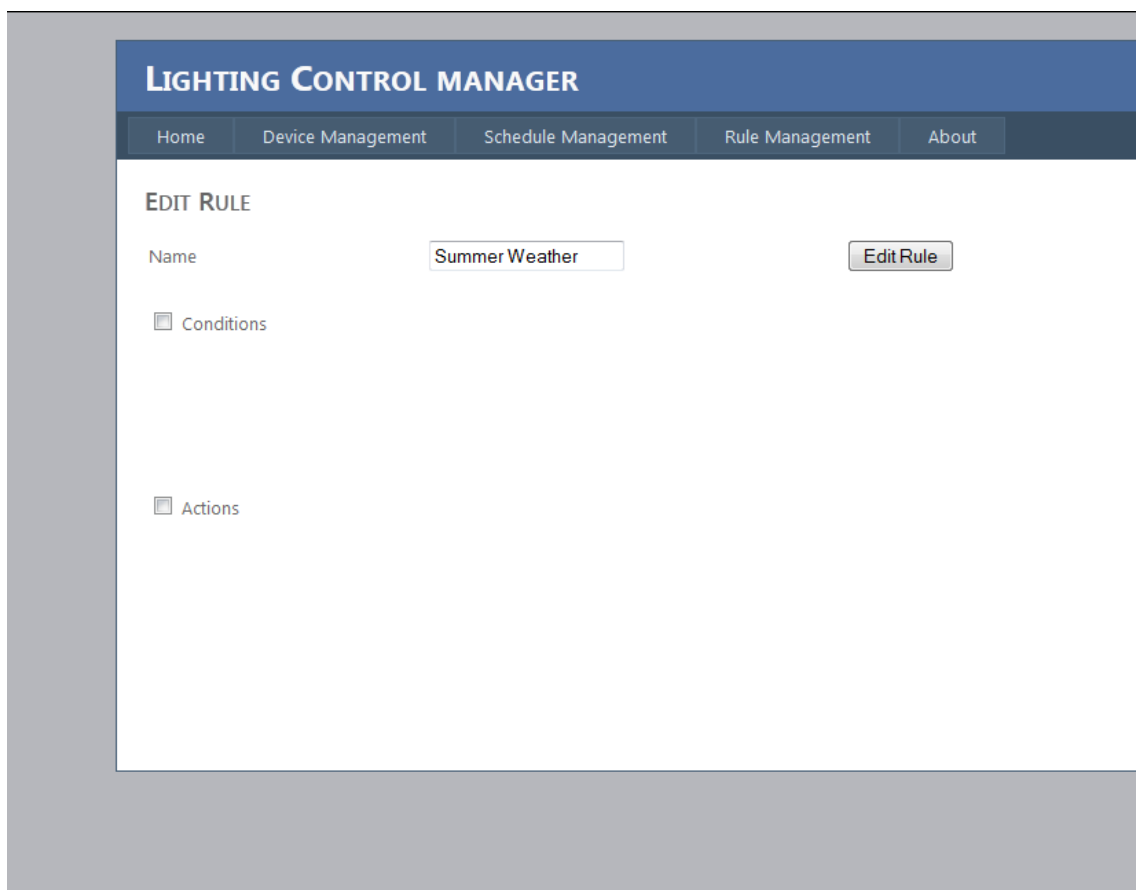 LIGHTING CONTROL MANAGER
Home Device Management Schedule Management Rule Management About
EDIT RULE
Name Summer Weather Edit Rule
Conditions
Actions